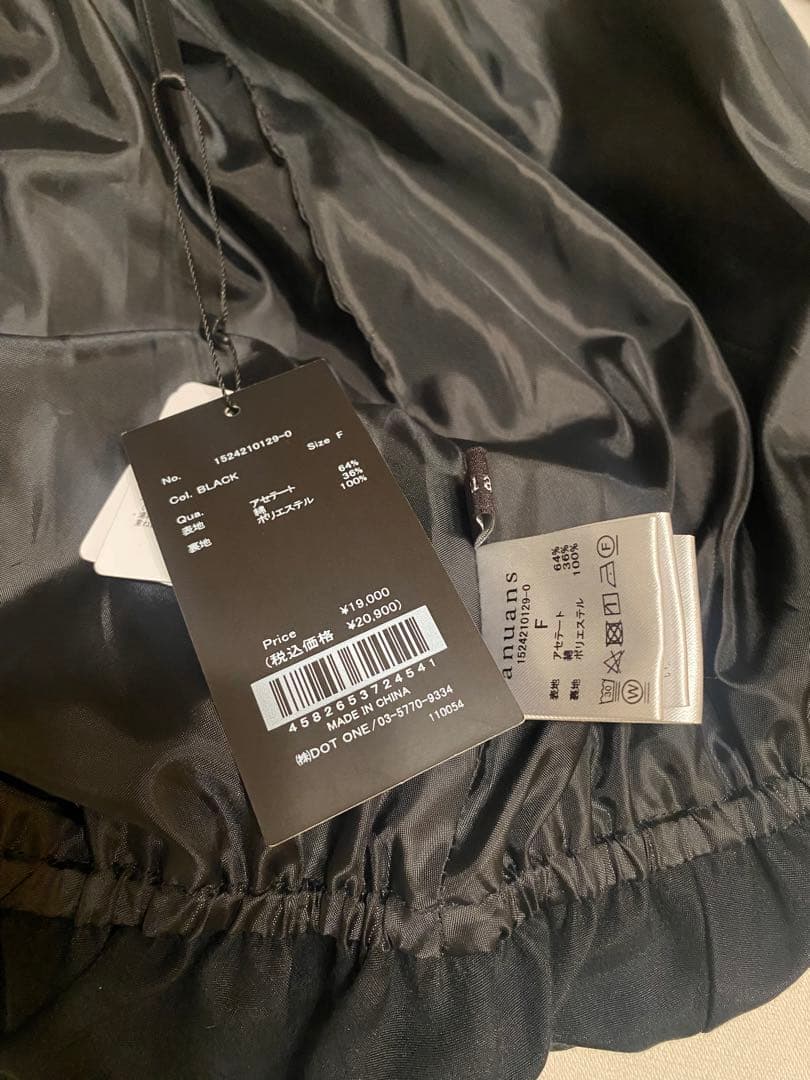 No. 1524210129-0
Col. BLACK Size F
Qua.
表地 アセテート 64%
綿 36%
裏地 ポリエステル 100%
Price ¥19,000
(税込価格 ¥20,900)
4582653724541
MADE IN CHINA
㈱DOT ONE/03-5770-9334
110054
anuans
1524210129-0
F
表地 アセテート 64%
綿 36%
裏地 ポリエステル 100%
30
F
W